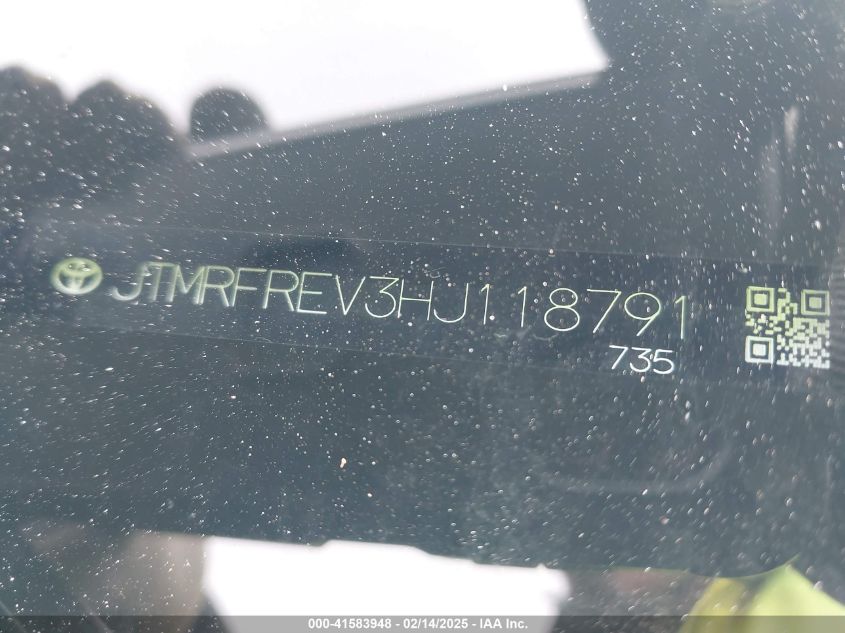 JTMRFREV3HJ118791
735
000-41583948 - 02/14/2025 - IAA Inc.